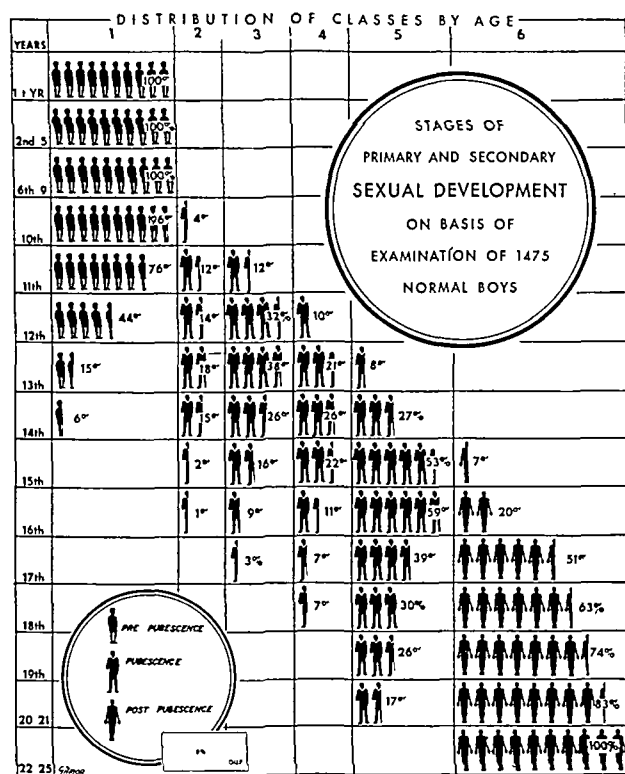 DISTRIBUTION OF CLASSES BY AGE
YEARS 1 2 3 4 5 6
STAGES OF
PRIMARY AND SECONDARY
SEXUAL DEVELOPMENT
ON BASIS OF
EXAMINATION OF 1475
NORMAL BOYS
100%
1 t YR
100%
2nd 5
100%
6th 9
96% 4%
10th
76% 12% 12%
11th
44% 14% 32% 10%
12th
15% 18% 38% 21% 8%
13th
6% 15% 26% 26% 27%
14th
2% 16% 22% 53% 7%
15th
1% 9% 11% 59% 20%
16th
3% 7% 39% 51%
17th
7% 30% 63%
18th
26% 74%
19th
17% 83%
20 21
100%
22 25
PRE PUBESCENCE
PUBESCENCE
POST PUBESCENCE